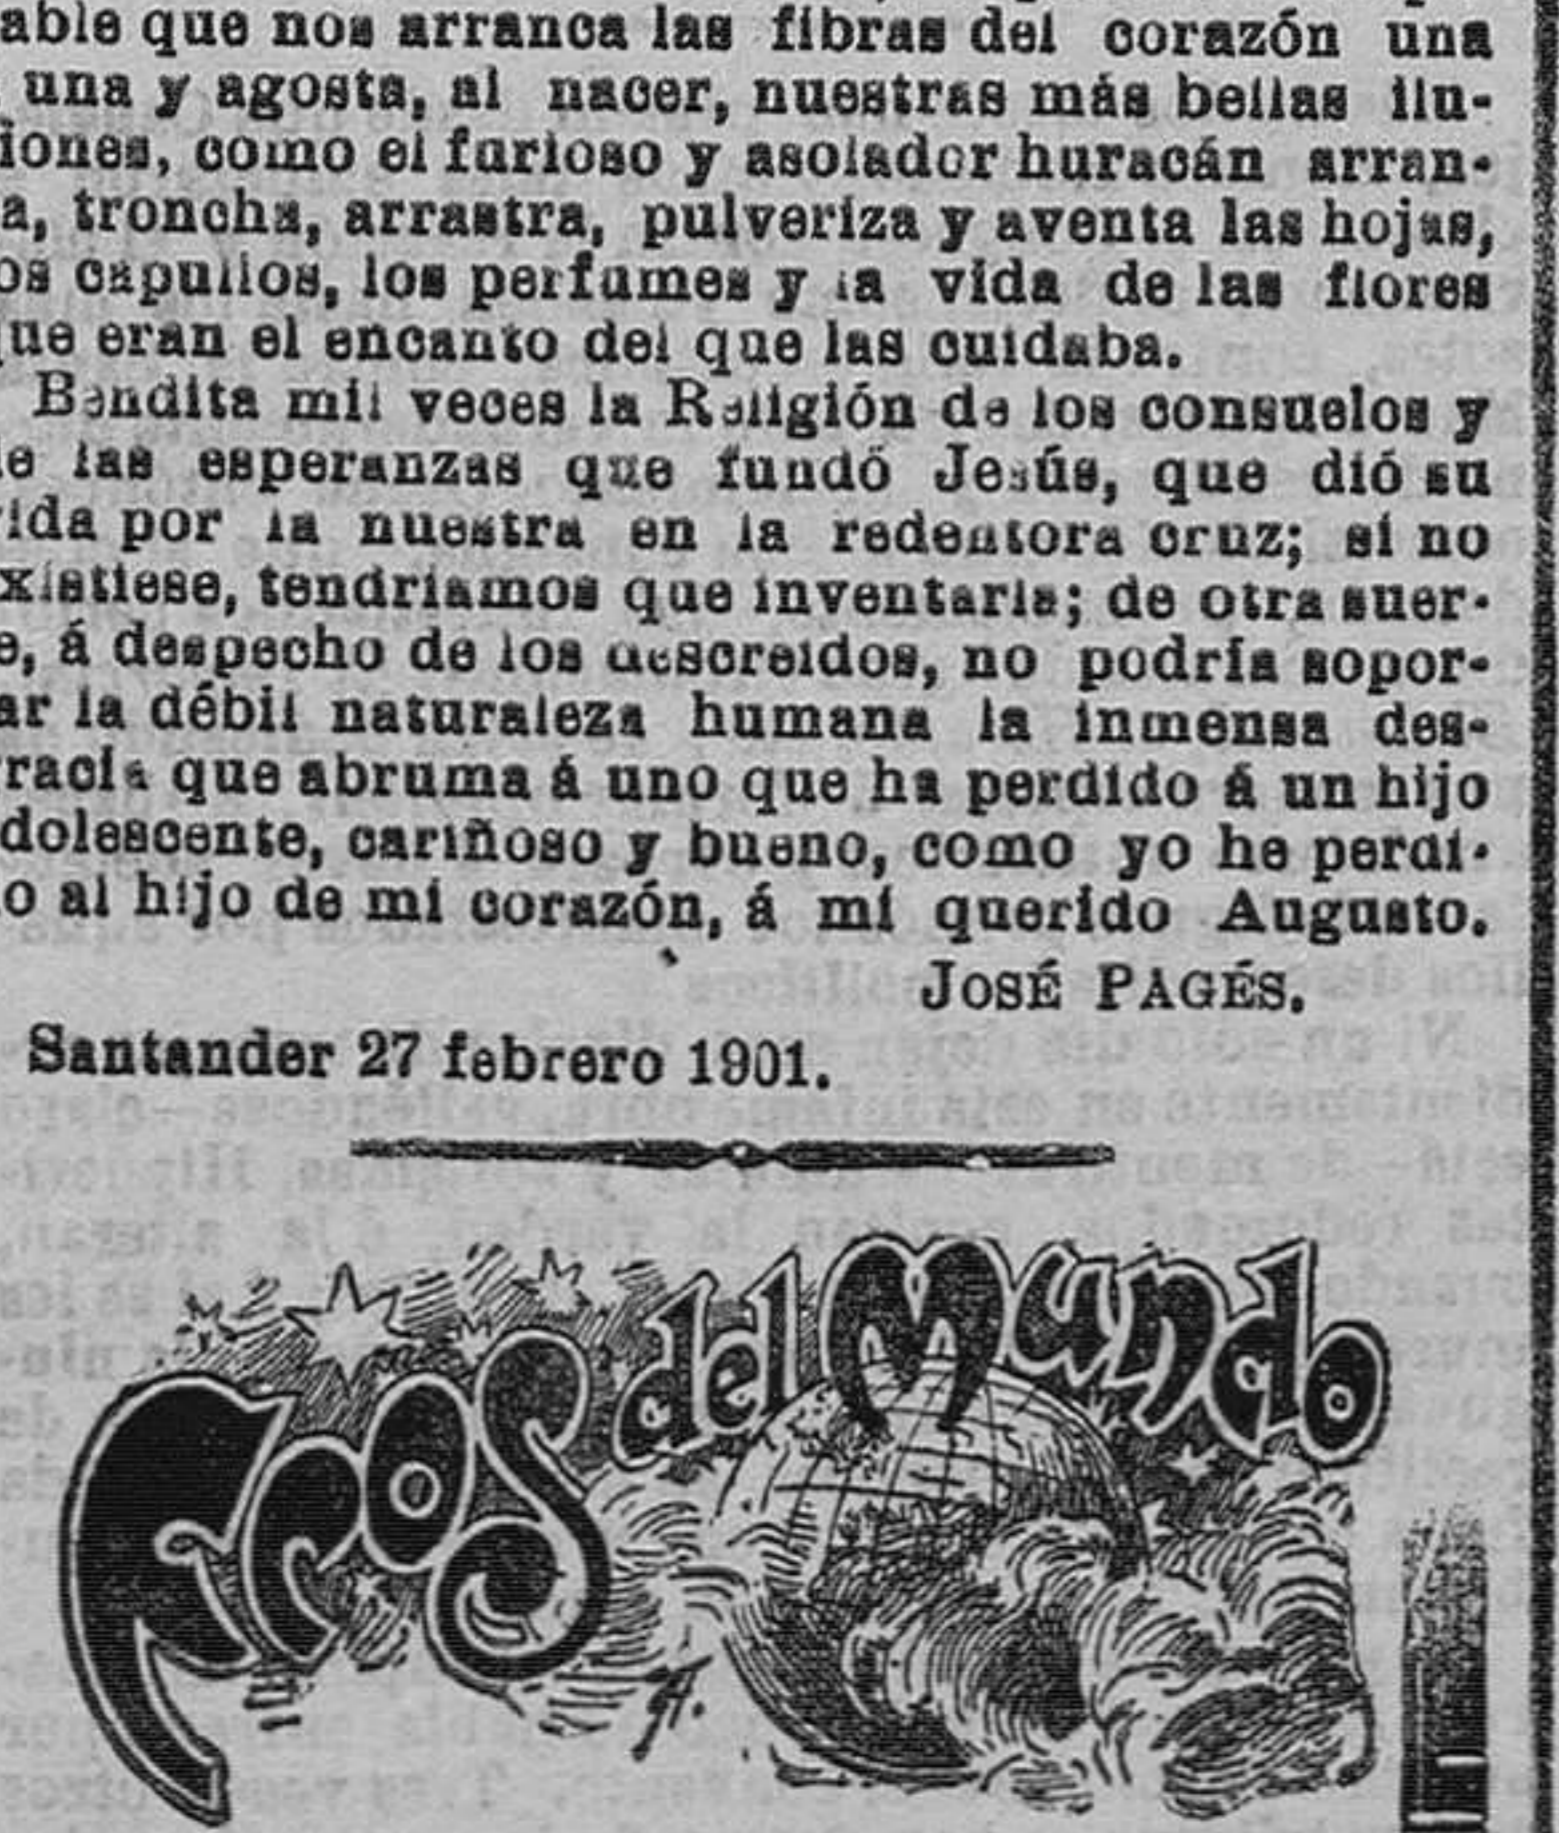 able que nos arranca las fibras del corazón una
una y agosta, al nacer, nuestras más bellas ilu-
iones, como el furioso y asolador huracán arran-
a, troncha, arrastra, pulveriza y aventa las hojas,
os capullos, los perfumes y la vida de las flores
que eran el encanto del que las cuidaba.
Bendita mil veces la Religión de los consuelos y
e las esperanzas que fundó Jesús, que dió su
vida por la nuestra en la redentora cruz; si no
xistiese, tendríamos que inventarla; de otra suer-
e, á despecho de los descreidos, no podría sopor-
ar la débil naturaleza humana la inmensa des-
racia que abruma á uno que ha perdido á un hijo
dolescente, cariñoso y bueno, como yo he perdi-
o al hijo de mi corazón, á mi querido Augusto.
JOSÉ PAGÉS.
Santander 27 febrero 1901.
Ecos del Mundo